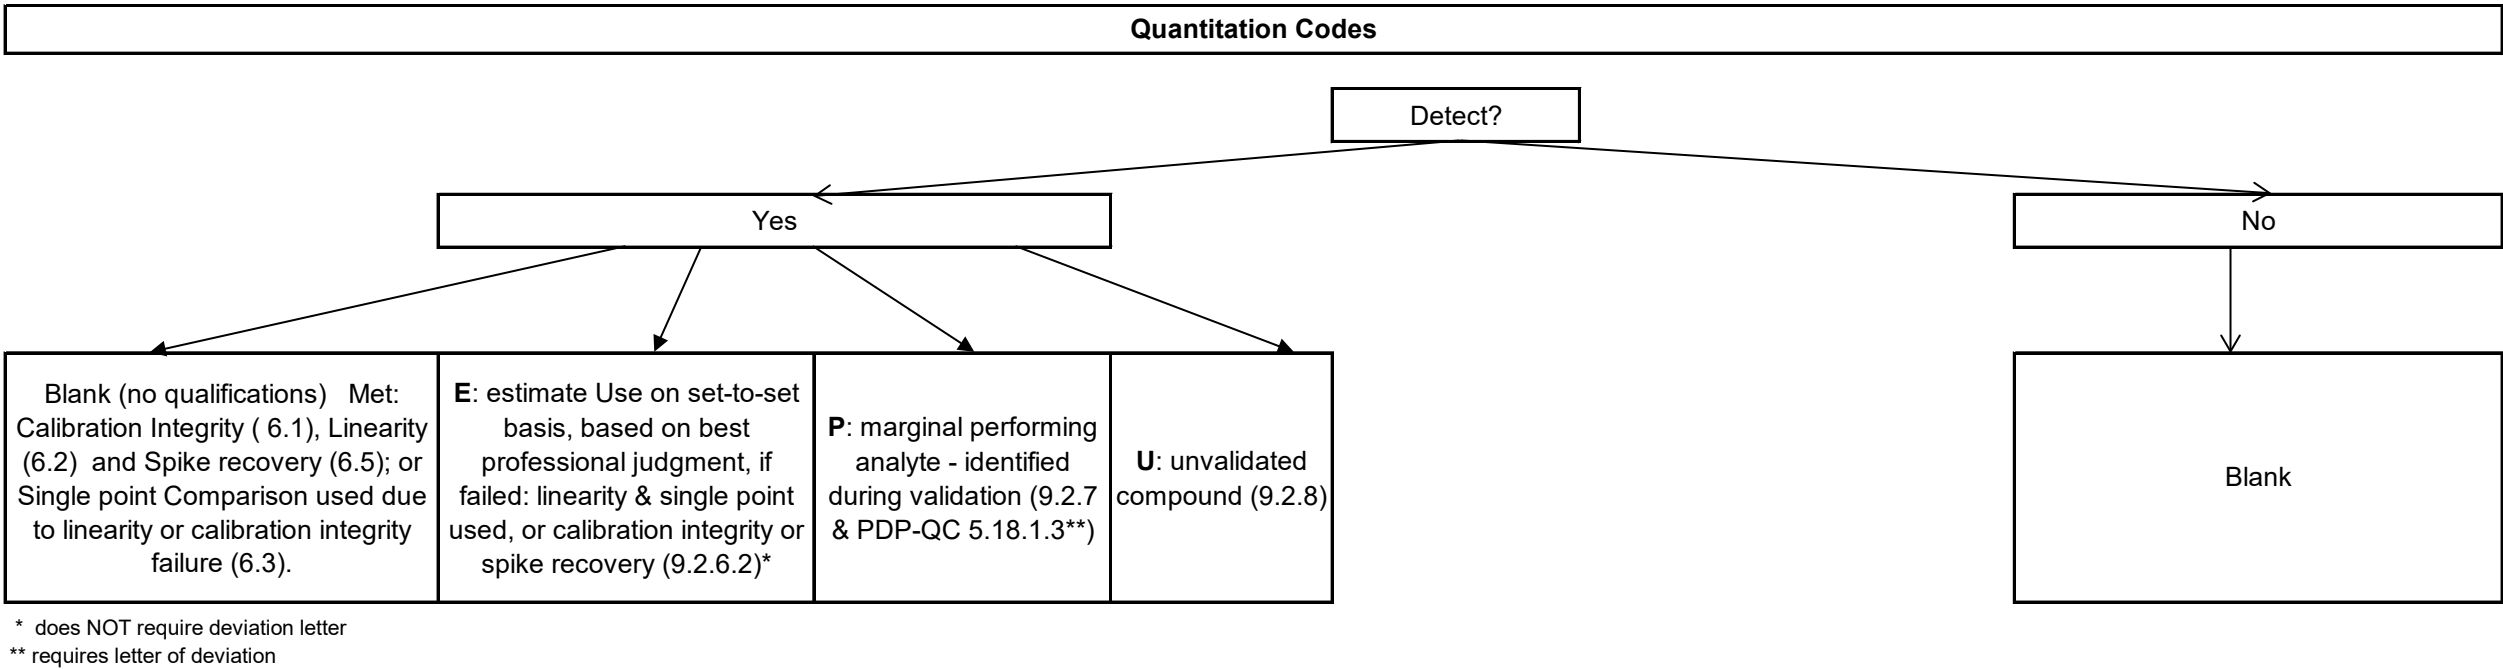 Quantitation Codes
Detect?
Yes
No
Blank (no qualifications)   Met:
Calibration Integrity ( 6.1), Linearity
(6.2)  and Spike recovery (6.5); or
Single point Comparison used due
to linearity or calibration integrity
failure (6.3).
E: estimate Use on set-to-set
basis, based on best
professional judgment, if
failed: linearity & single point
used, or calibration integrity or
spike recovery (9.2.6.2)*
P: marginal performing
analyte - identified
during validation (9.2.7
& PDP-QC 5.18.1.3**)
U: unvalidated
compound (9.2.8)
Blank
*  does NOT require deviation letter
** requires letter of deviation